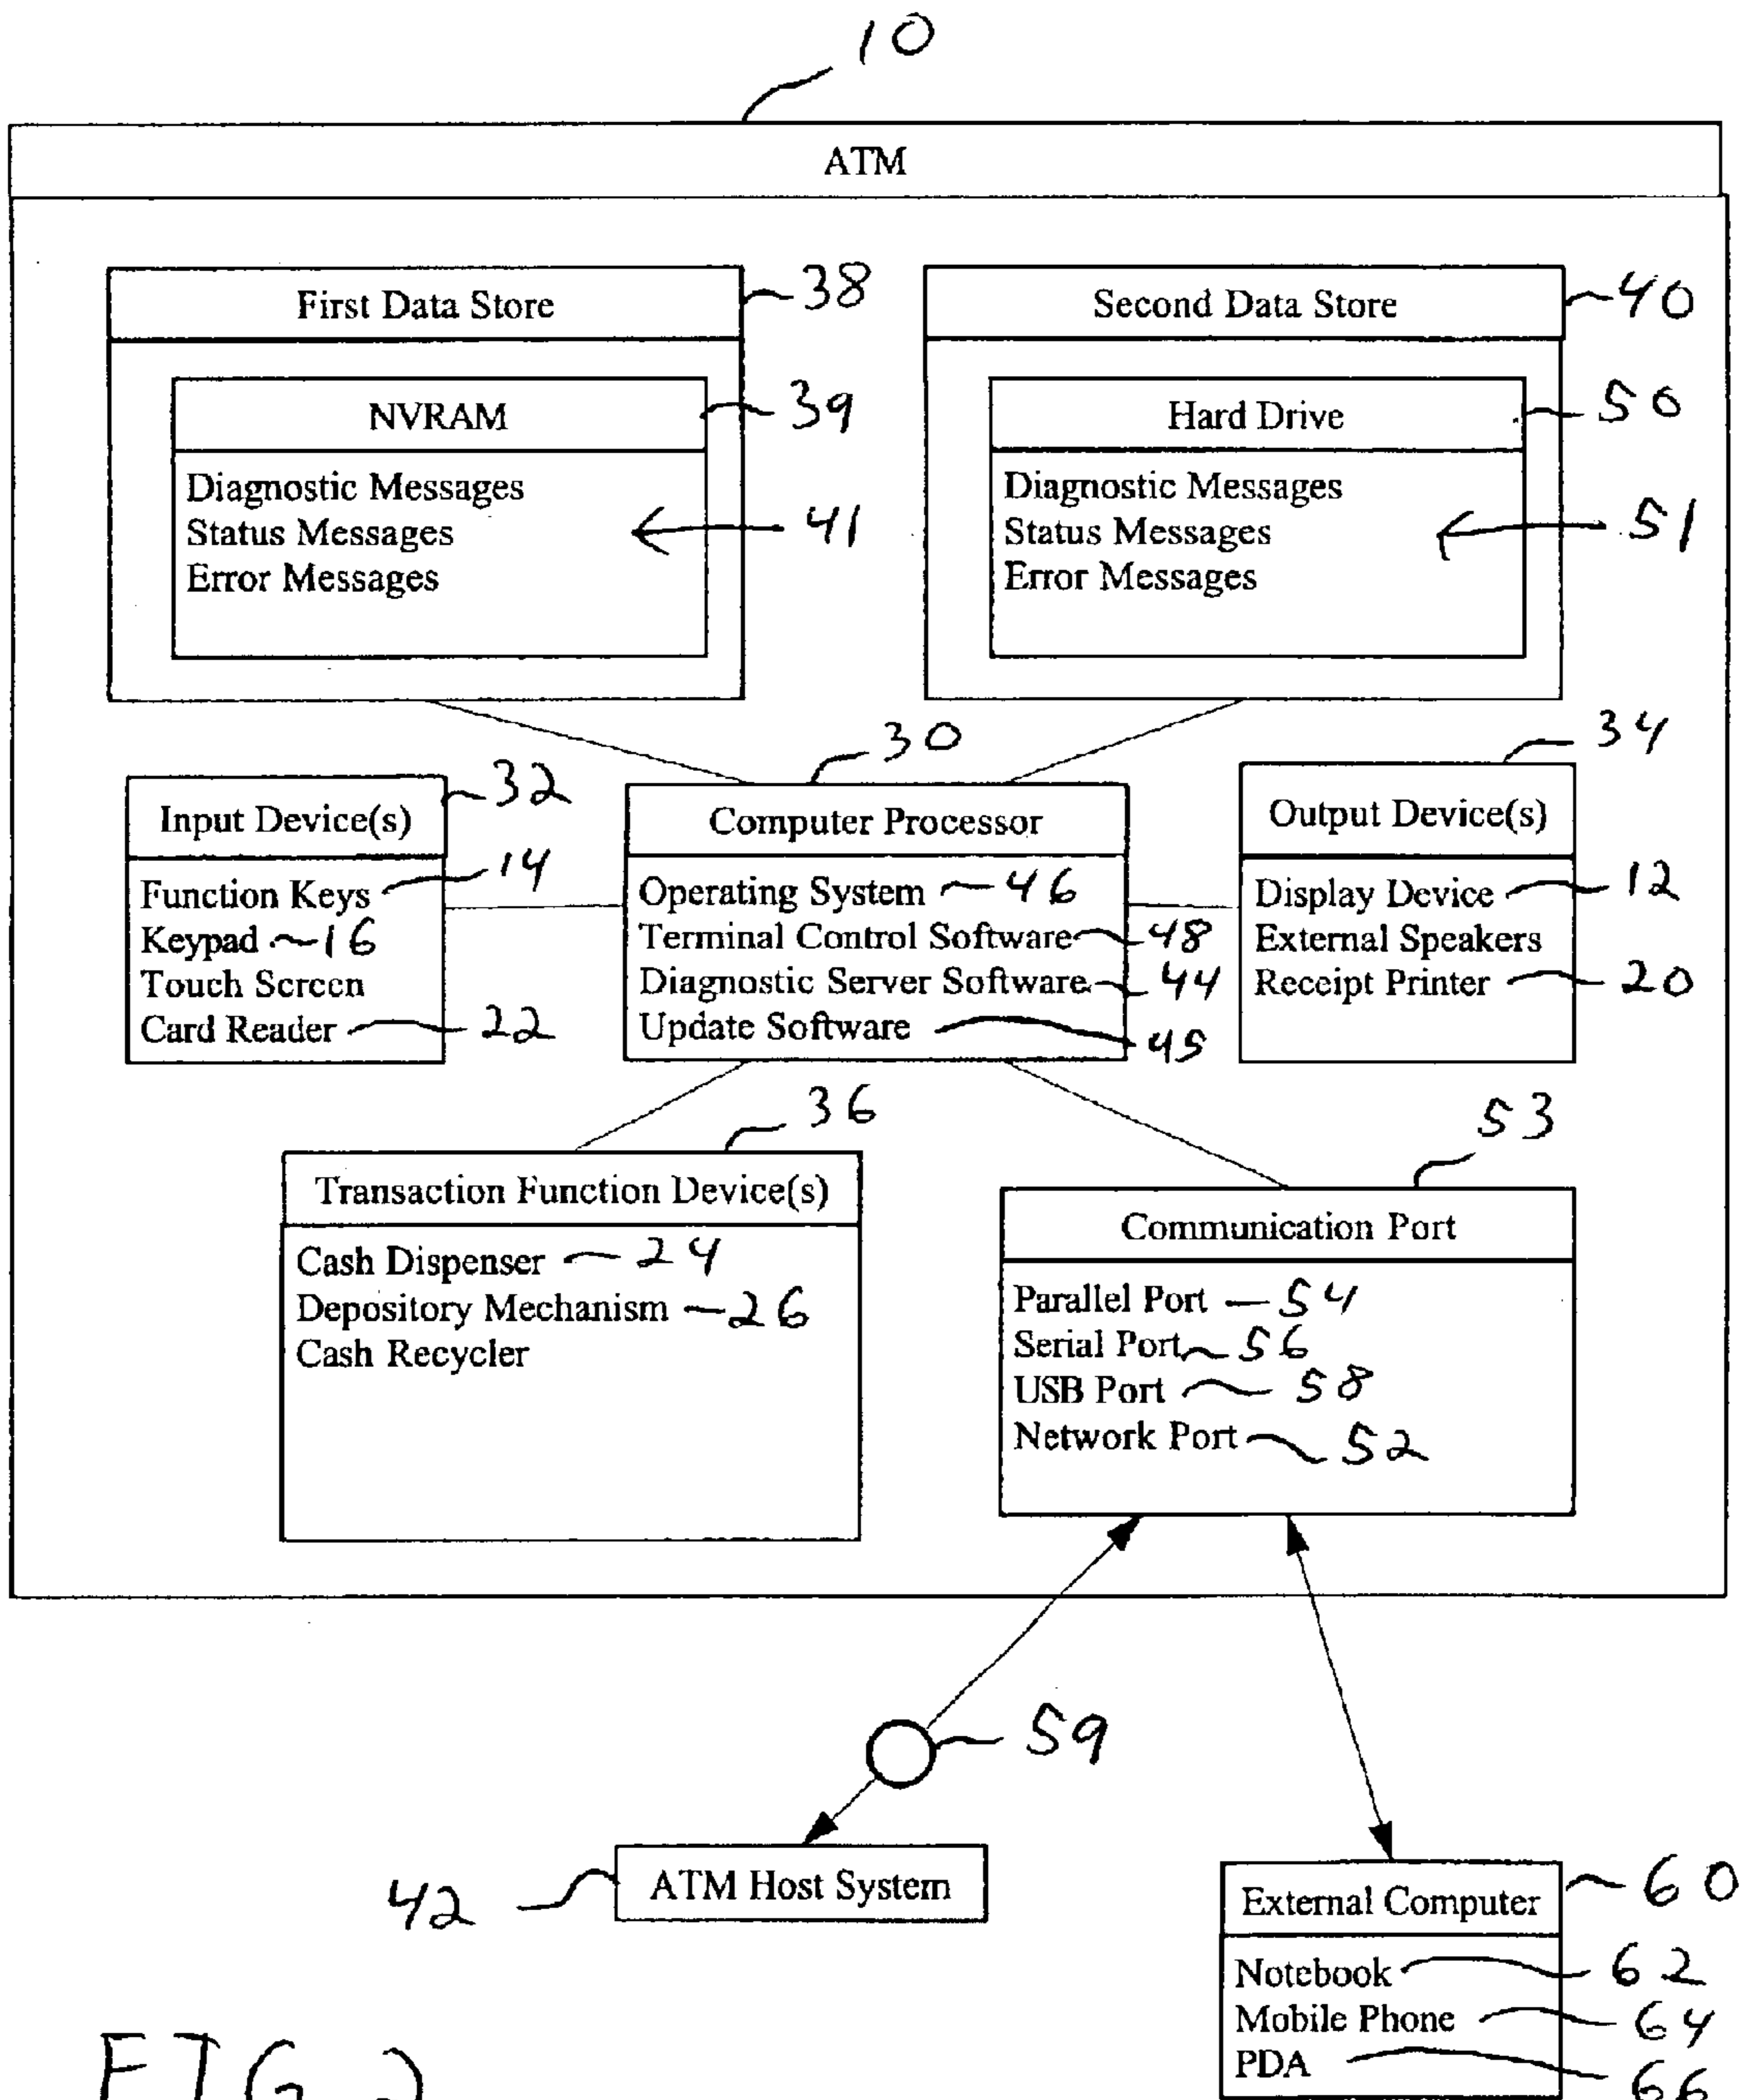 10
ATM
First Data Store 38
NVRAM 39
Diagnostic Messages
Status Messages 41
Error Messages
Second Data Store 40
Hard Drive 50
Diagnostic Messages
Status Messages 51
Error Messages
Input Device(s) 32
Function Keys 14
Keypad 16
Touch Screen
Card Reader 22
30
Computer Processor
Operating System 46
Terminal Control Software 48
Diagnostic Server Software 44
Update Software 45
34
Output Device(s)
Display Device 12
External Speakers
Receipt Printer 20
36
Transaction Function Device(s)
Cash Dispenser 24
Depository Mechanism 26
Cash Recycler
53
Communication Port
Parallel Port 54
Serial Port 56
USB Port 58
Network Port 52
59
42 ATM Host System
External Computer 60
Notebook 62
Mobile Phone 64
PDA 66
FIG 2